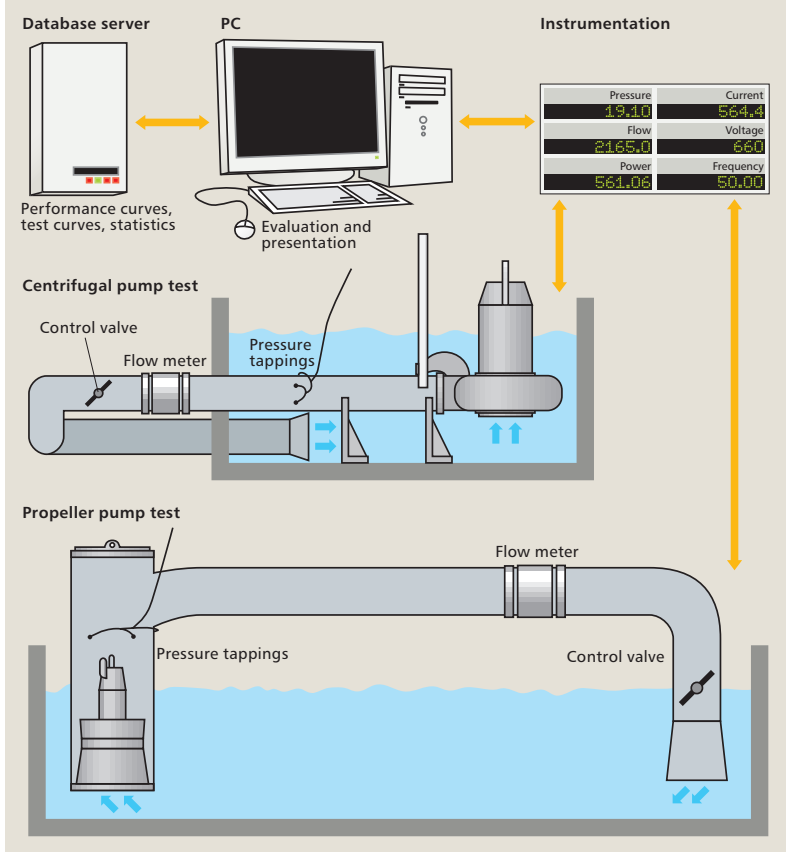 Database server
PC
Instrumentation
Pressure
Current
19.10
564.4
Flow
Voltage
2165.0
660
Power
Frequency
561.06
50.00
Performance curves,
test curves, statistics
Evaluation and
presentation
Centrifugal pump test
Control valve
Flow meter
Pressure
tappings
Propeller pump test
Flow meter
Pressure tappings
Control valve